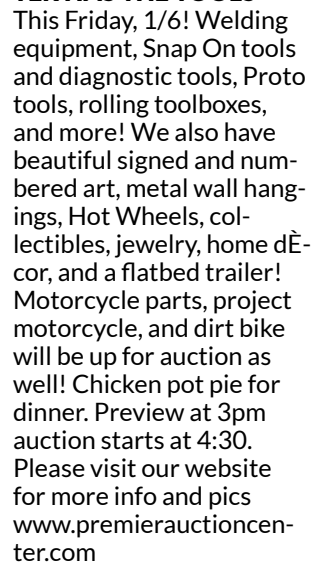 This Friday, 1/6! Welding
equipment, Snap On tools
and diagnostic tools, Proto
tools, rolling toolboxes,
and more! We also have
beautiful signed and num-
bered art, metal wall hang-
ings, Hot Wheels, col-
lectibles, jewelry, home dÈ-
cor, and a flatbed trailer!
Motorcycle parts, project
motorcycle, and dirt bike
will be up for auction as
well! Chicken pot pie for
dinner. Preview at 3pm
auction starts at 4:30.
Please visit our website
for more info and pics
www.premierauctioncen-
ter.com